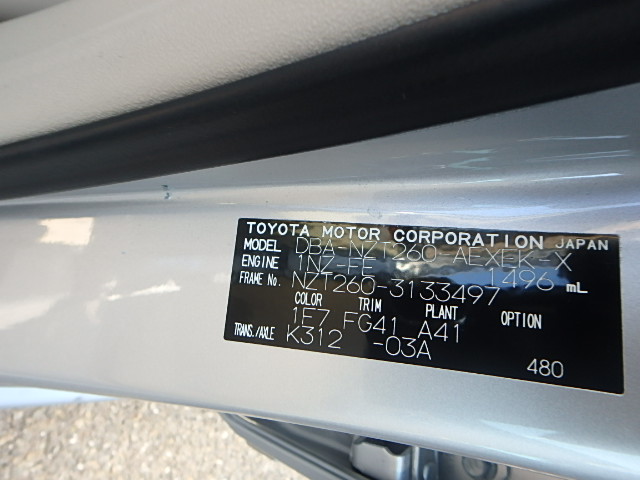 TOYOTA MOTOR CORPORATION JAPAN
MODEL DBA-NZT260 AEXEK-X
ENGINE 1NZ-FE 1496 mL
FRAME No. NZT260-3133497
COLOR TRIM PLANT OPTION
1F7 FG41 A41
TRANS./AXLE K312 -03A
480